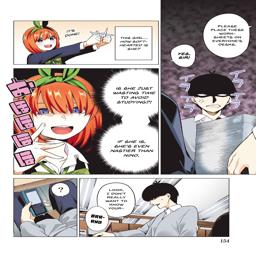 PLEASE
PLACE THESE
WORK-
SHEETS ON
EVERYONE'S
DESKS.
YES,
SIR!
IT'S
DONE!
THIS GIRL...
HOW SOFT-
HEARTED IS
SHE?
IS SHE JUST
WASTING TIME
TO AVOID
STUDYING?!
IF SHE IS,
SHE'S EVEN
NASTIER THAN
NINO.
?
LOOK,
I DON'T
REALLY
WANT TO
KNOW
YOUR—
154